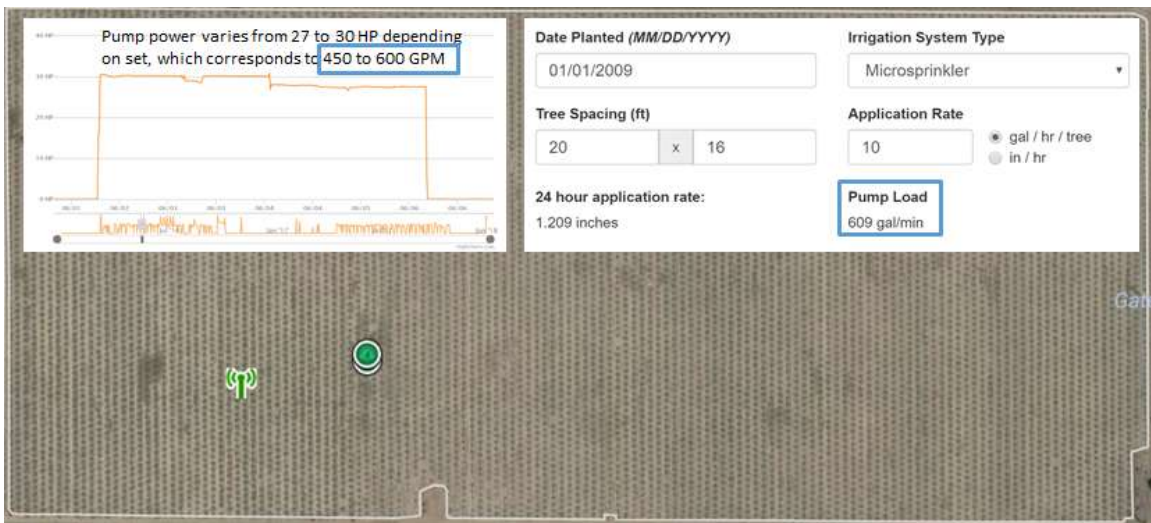 Pump power varies from 27 to 30 HP depending
on set, which corresponds to 450 to 600 GPM
Date Planted (MM/DD/YYYY)
01/01/2009
Irrigation System Type
Microsprinkler
Tree Spacing (ft)
20 x 16
Application Rate
10
gal / hr / tree
in / hr
24 hour application rate:
1.209 inches
Pump Load
609 gal/min